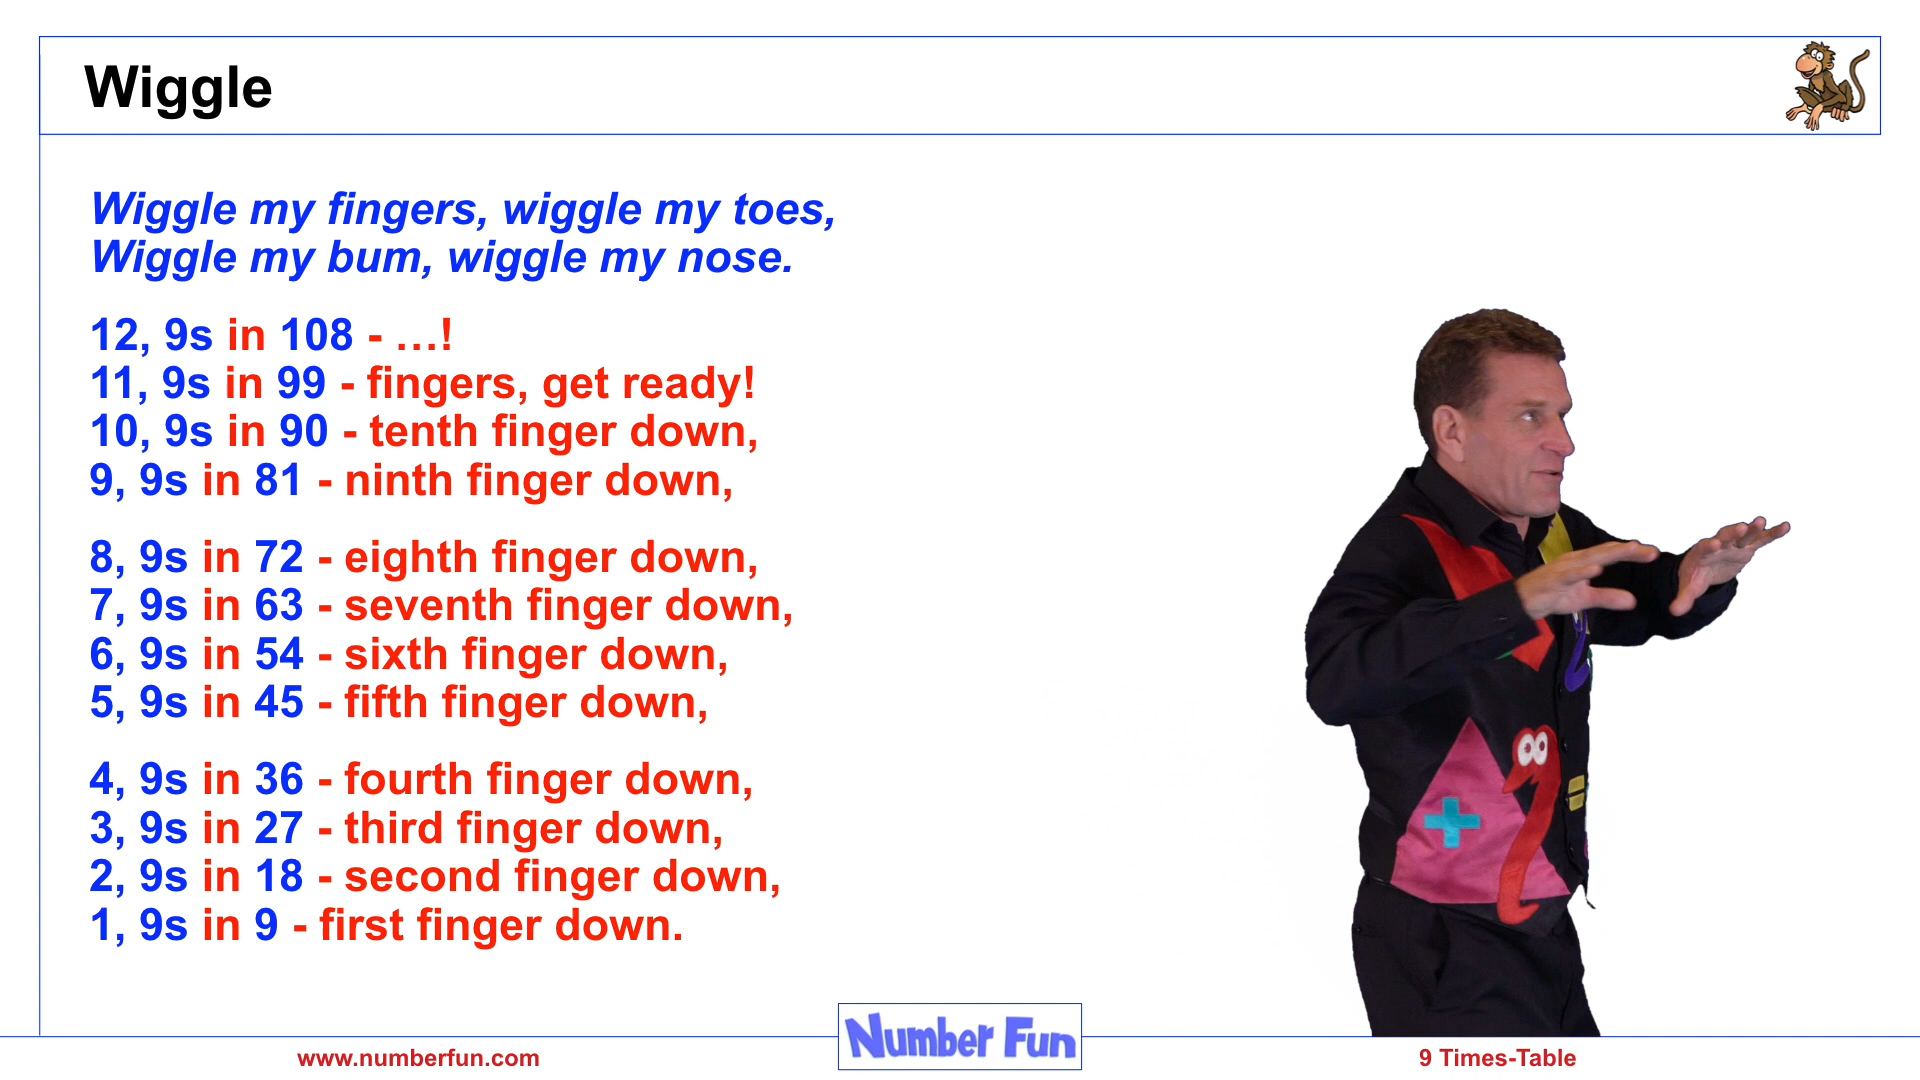 Wiggle
Wiggle my fingers, wiggle my toes,
Wiggle my bum, wiggle my nose.
12, 9s in 108 - …!
11, 9s in 99 - fingers, get ready!
10, 9s in 90 - tenth finger down,
9, 9s in 81 - ninth finger down,
8, 9s in 72 - eighth finger down,
7, 9s in 63 - seventh finger down,
6, 9s in 54 - sixth finger down,
5, 9s in 45 - fifth finger down,
4, 9s in 36 - fourth finger down,
3, 9s in 27 - third finger down,
2, 9s in 18 - second finger down,
1, 9s in 9 - first finger down.
www.numberfun.com
Number Fun
9 Times-Table